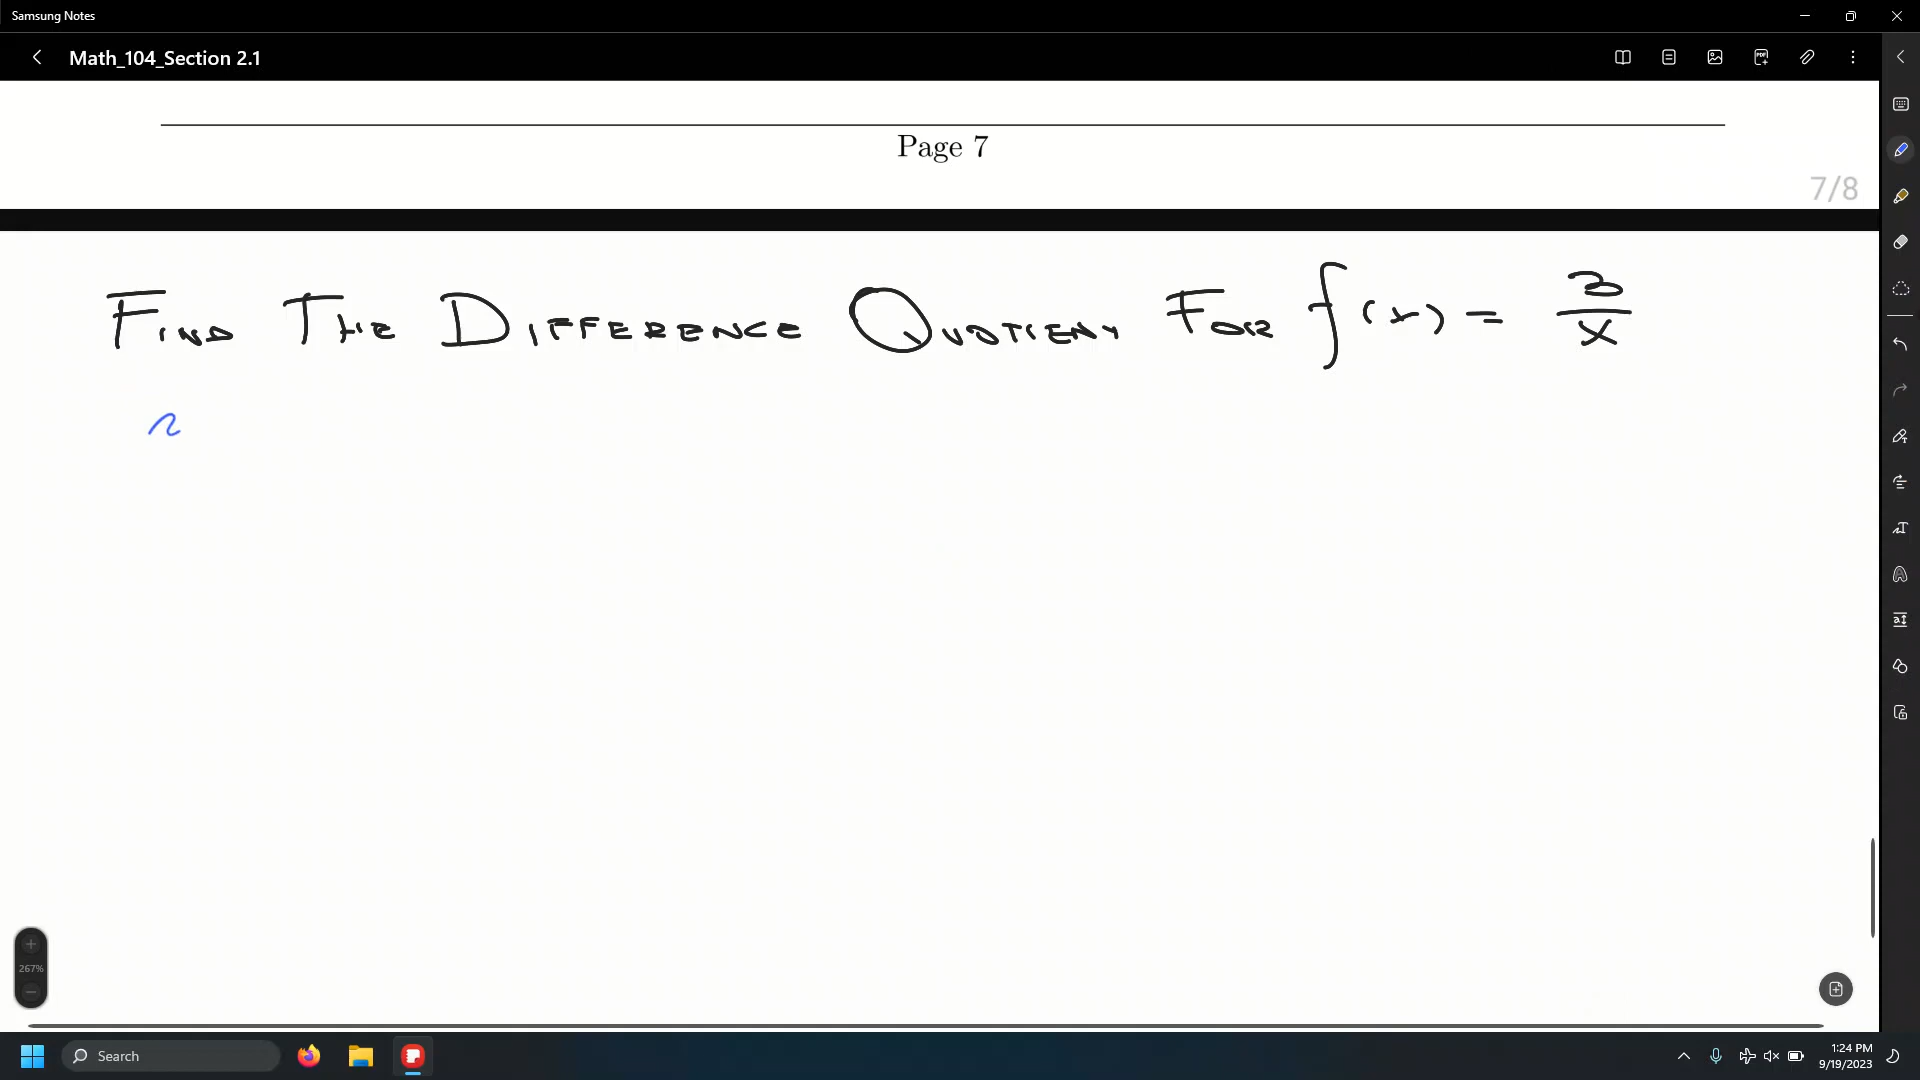 Samsung Notes
Math_104_Section 2.1
Page 7
7/8
FIND THE DIFFERENCE QUOTIENT FOR f(x) = 3/x
267%
Search
1:24 PM
9/19/2023